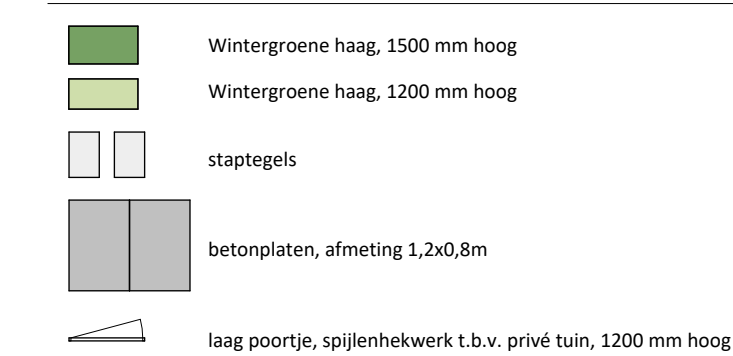 Wintergroene haag, 1500 mm hoog
Wintergroene haag, 1200 mm hoog
staptegels
betonplaten, afmeting 1,2x0,8m
laag poortje, spijlenhekwerk t.b.v. privé tuin, 1200 mm hoog